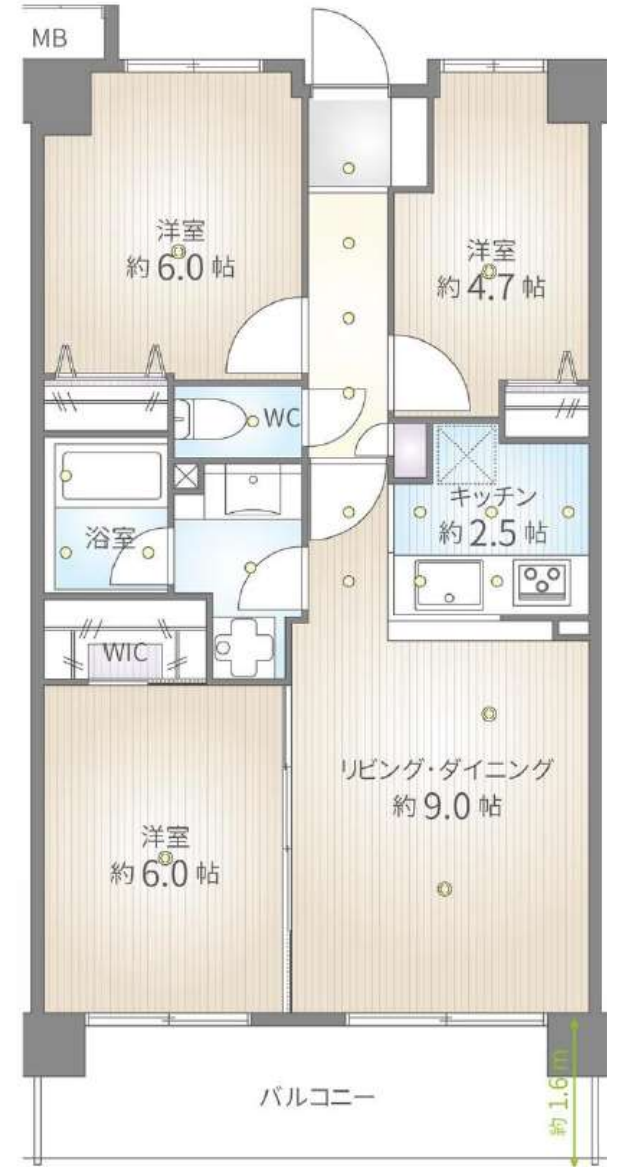 MB
洋室
約 6.0 帖
洋室
約 4.7 帖
WC
キッチン
約 2.5 帖
浴室
WIC
リビング・ダイニング
約 9.0 帖
洋室
約 6.0 帖
バルコニー
約 1.6 m